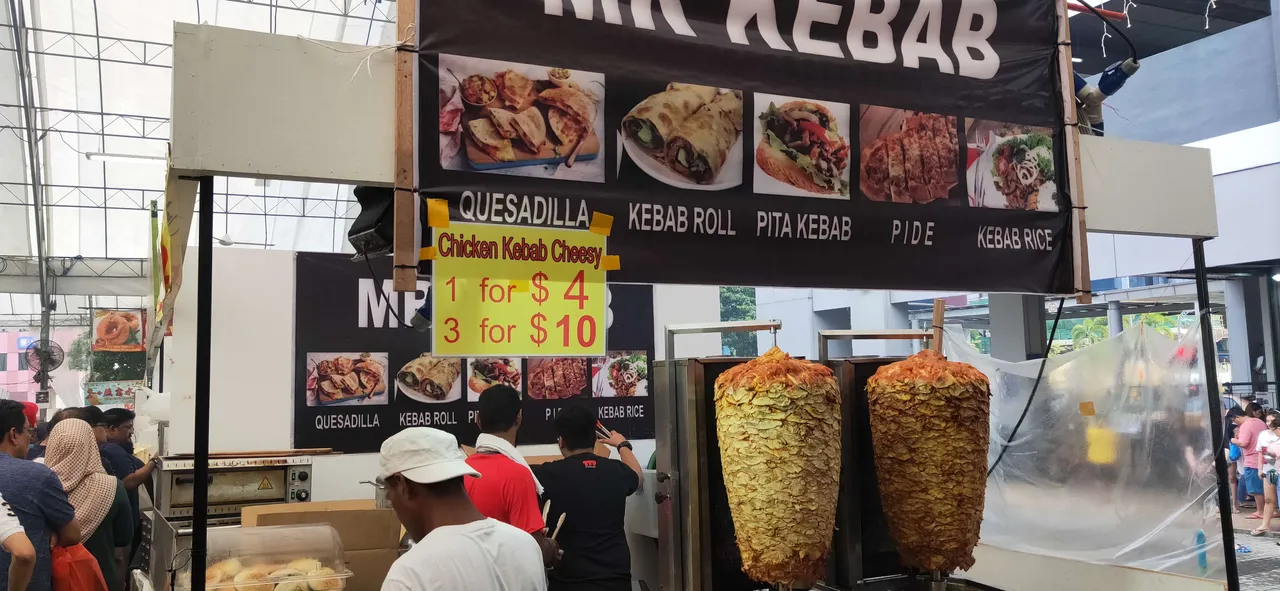 MR KEBAB
QUESADILLA
KEBAB ROLL
PITA KEBAB
PIDE
KEBAB RICE
Chicken Kebab Cheesy
1 for $ 4
3 for $ 10
MR
B
QUESADILLA
KEBAB ROLL
KEBAB RICE